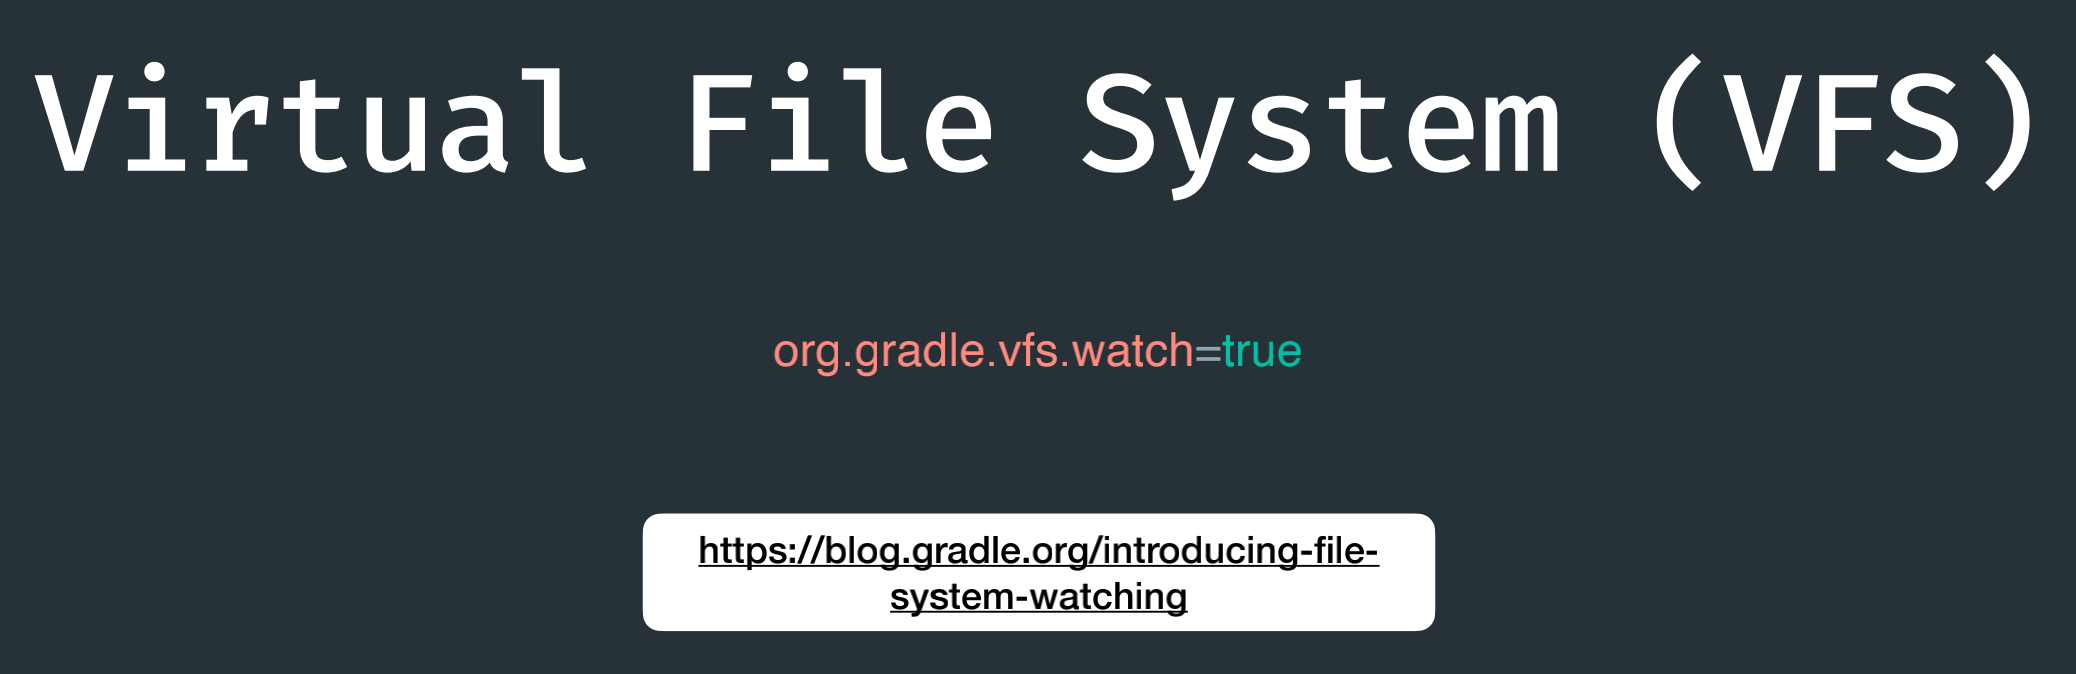 Virtual File System (VFS)
org.gradle.vfs.watch=true
https://blog.gradle.org/introducing-file-
system-watching